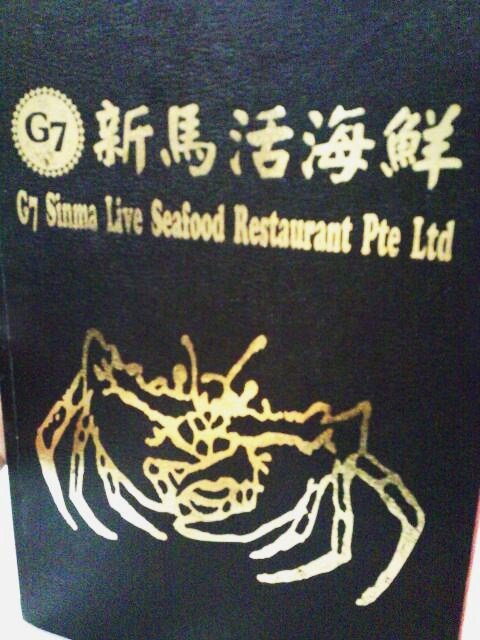 G7 新馬活海鮮
G7 Sinma Live Seafood Restaurant Pte Ltd